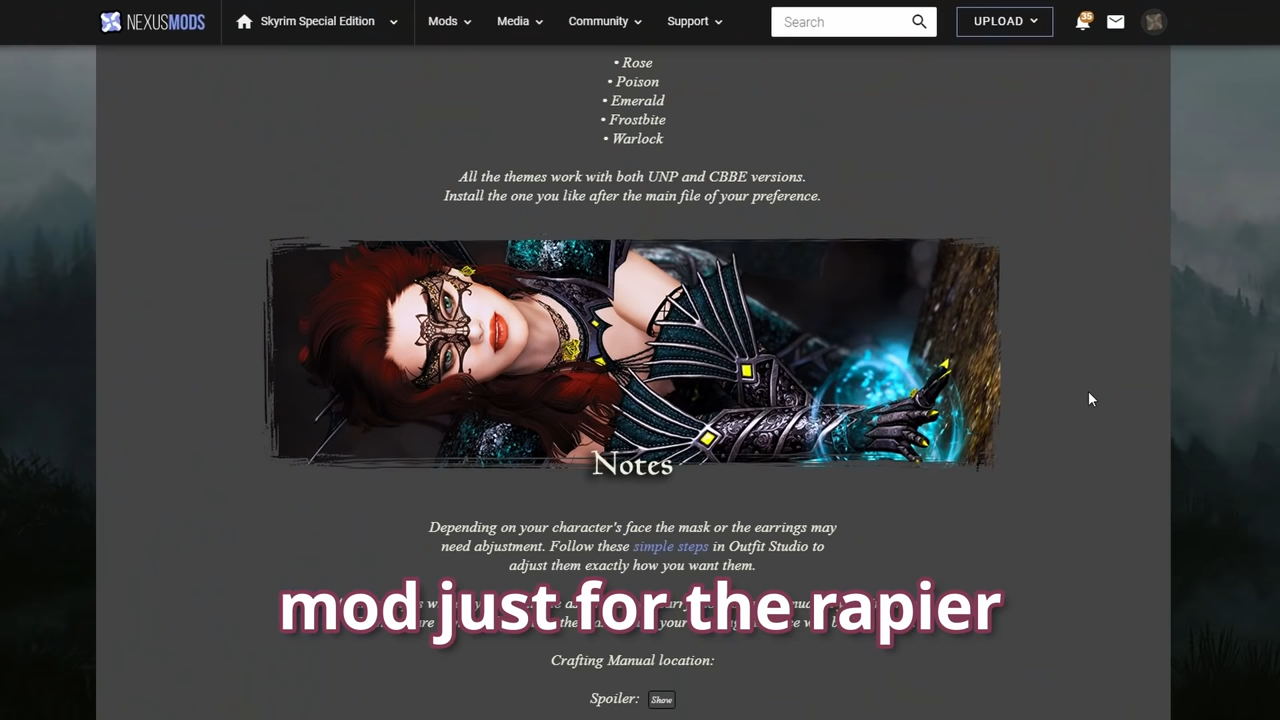 NEXUSMODS Skyrim Special Edition Mods Media Community Support Search UPLOAD 35
• Rose
• Poison
• Emerald
• Frostbite
• Warlock
All the themes work with both UNP and CBBE versions.
Install the one you like after the main file of your preference.
Notes
Depending on your character's face the mask or the earrings may
need abjustment. Follow these simple steps in Outfit Studio to
adjust them exactly how you want them.
mod just for the rapier
Crafting Manual location:
Spoiler: Show